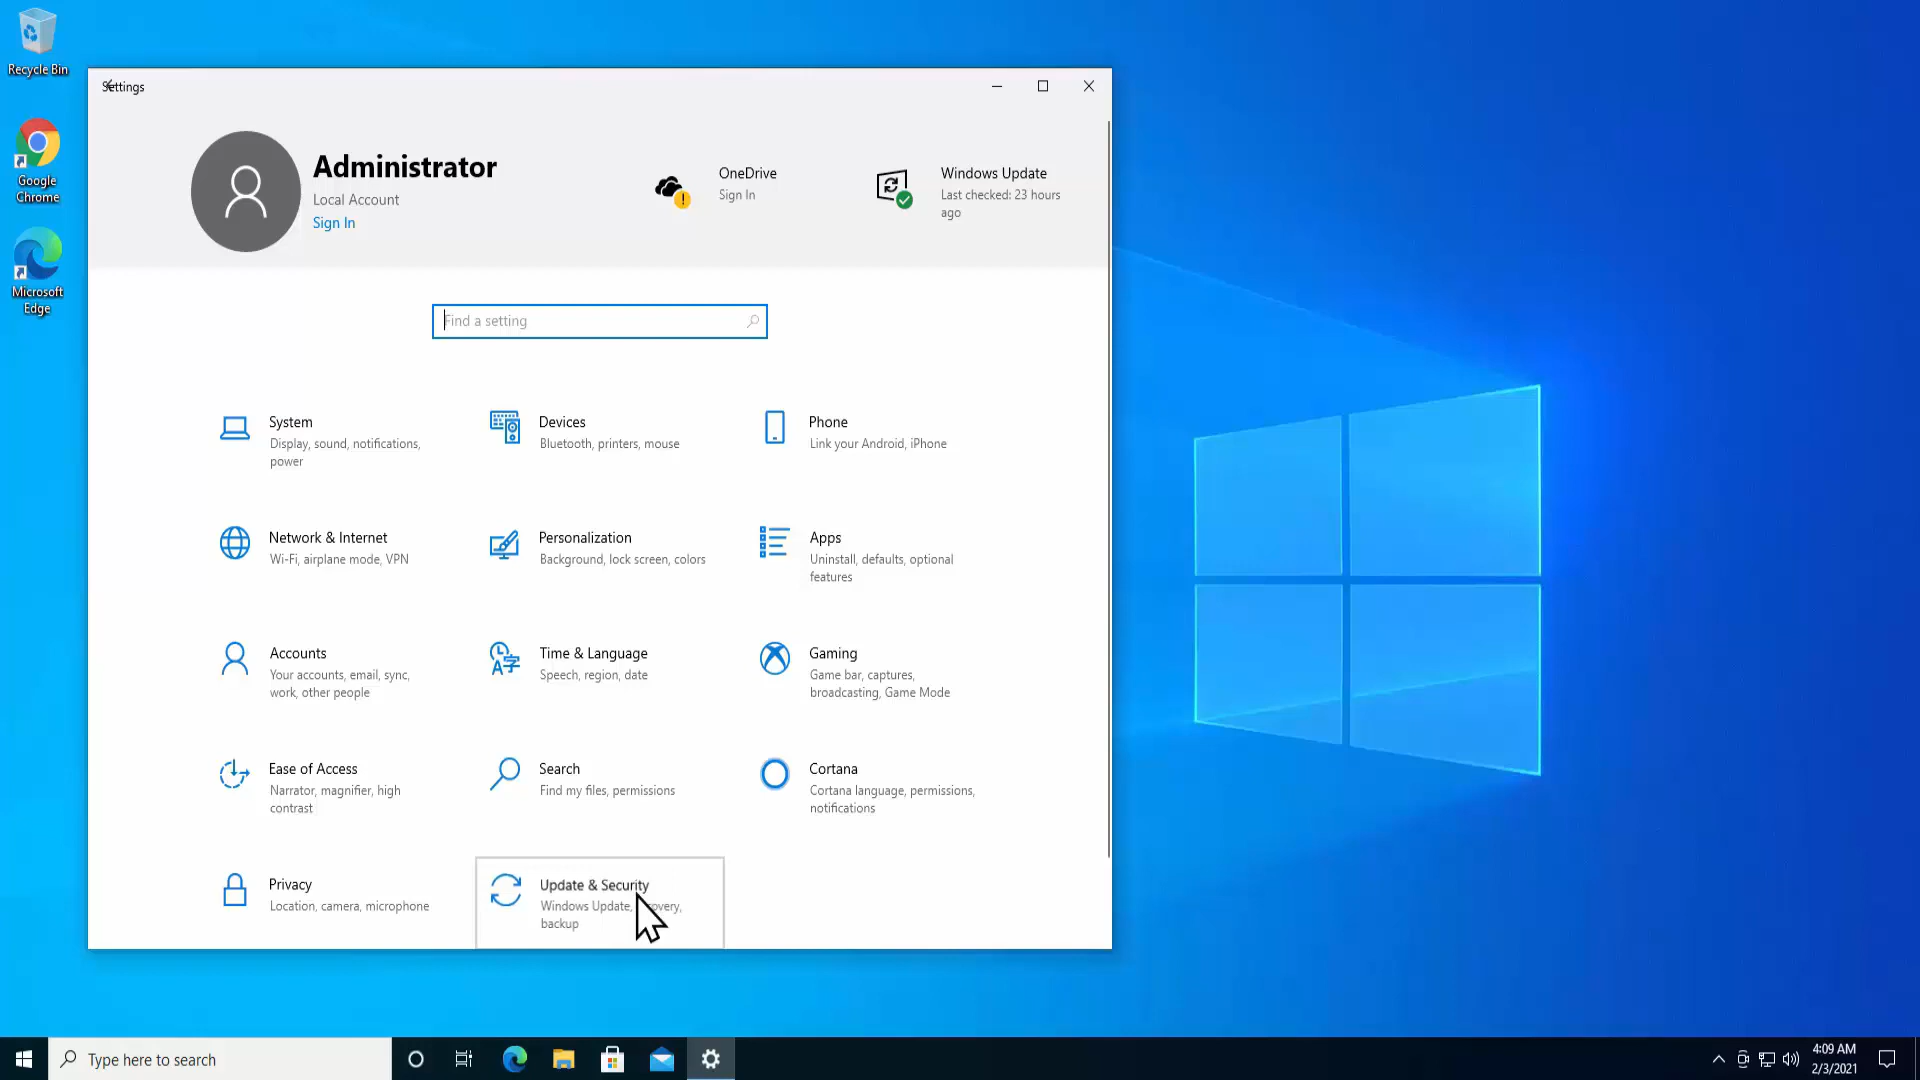 Recycle Bin
Google
Chrome
Microsoft
Edge
Settings
Administrator
Local Account
Sign In
OneDrive
Sign In
Windows Update
Last checked: 23 hours
ago
Find a setting
System
Display, sound, notifications,
power
Devices
Bluetooth, printers, mouse
Phone
Link your Android, iPhone
Network & Internet
Wi-Fi, airplane mode, VPN
Personalization
Background, lock screen, colors
Apps
Uninstall, defaults, optional
features
Accounts
Your accounts, email, sync,
work, other people
Time & Language
Speech, region, date
Gaming
Game bar, captures,
broadcasting, Game Mode
Ease of Access
Narrator, magnifier, high
contrast
Search
Find my files, permissions
Cortana
Cortana language, permissions,
notifications
Privacy
Location, camera, microphone
Update & Security
Windows Update, recovery,
backup
Type here to search
4:09 AM
2/3/2021